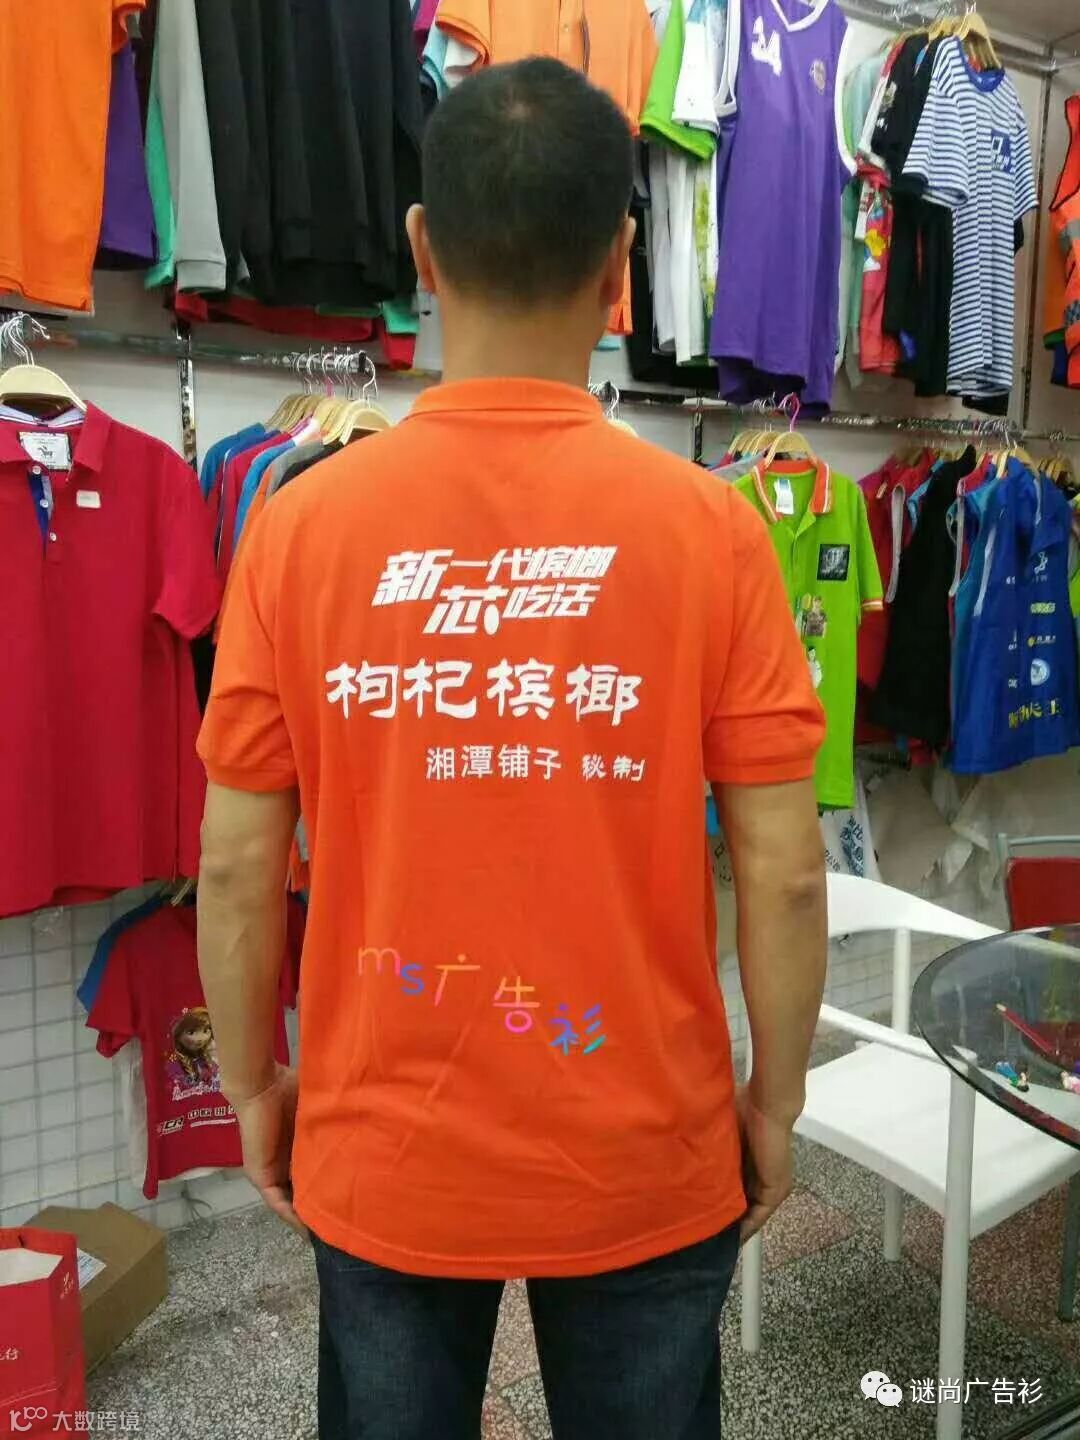 34
新一代槟榔
芯吃法
枸杞槟榔
湘潭铺子 秘制
ms广告衫
谜尚广告衫
大数跨境